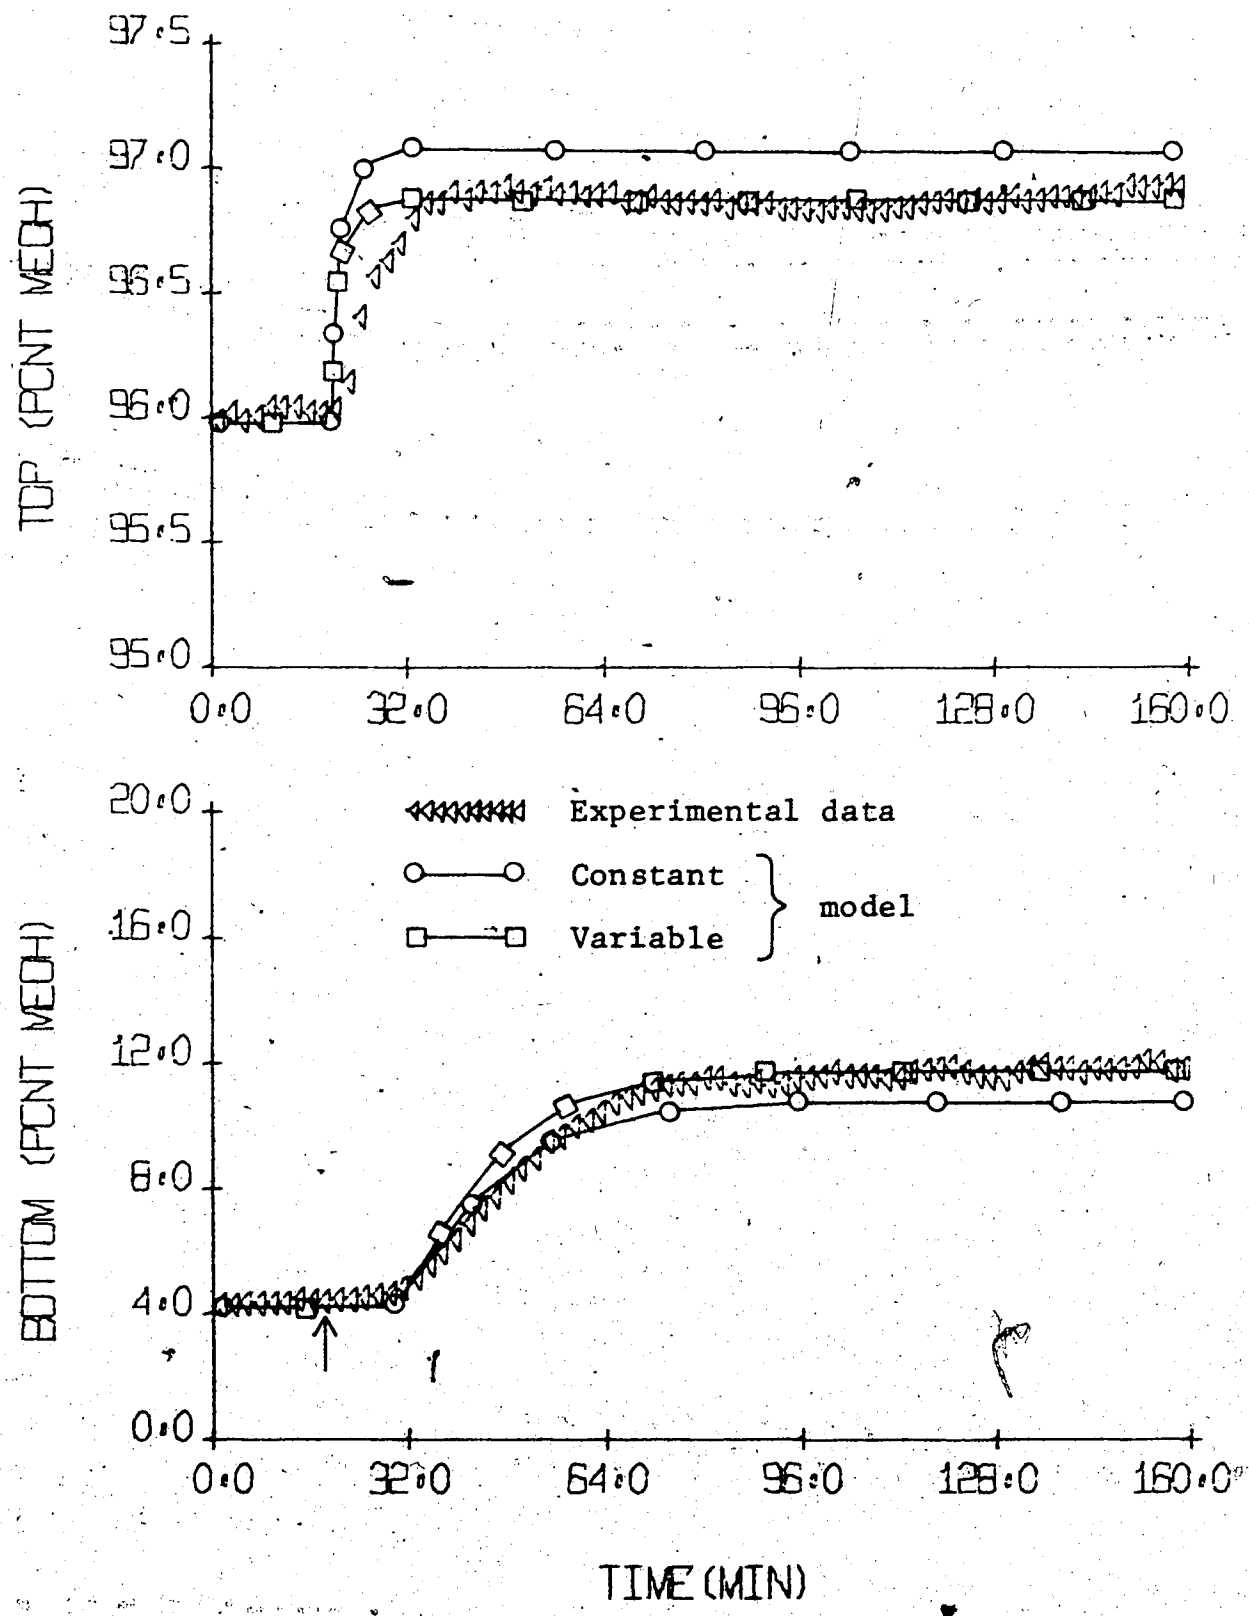 97.5
97.0
96.5
96.0
95.5
95.0
TOP (PCNT MEOH)
0.0 32.0 64.0 96.0 128.0 160.0
20.0
16.0
12.0
8.0
4.0
0.0
BOTTOM (PCNT MEOH)
Experimental data
Constant
Variable
model
0.0 32.0 64.0 96.0 128.0 160.0
TIME (MIN)